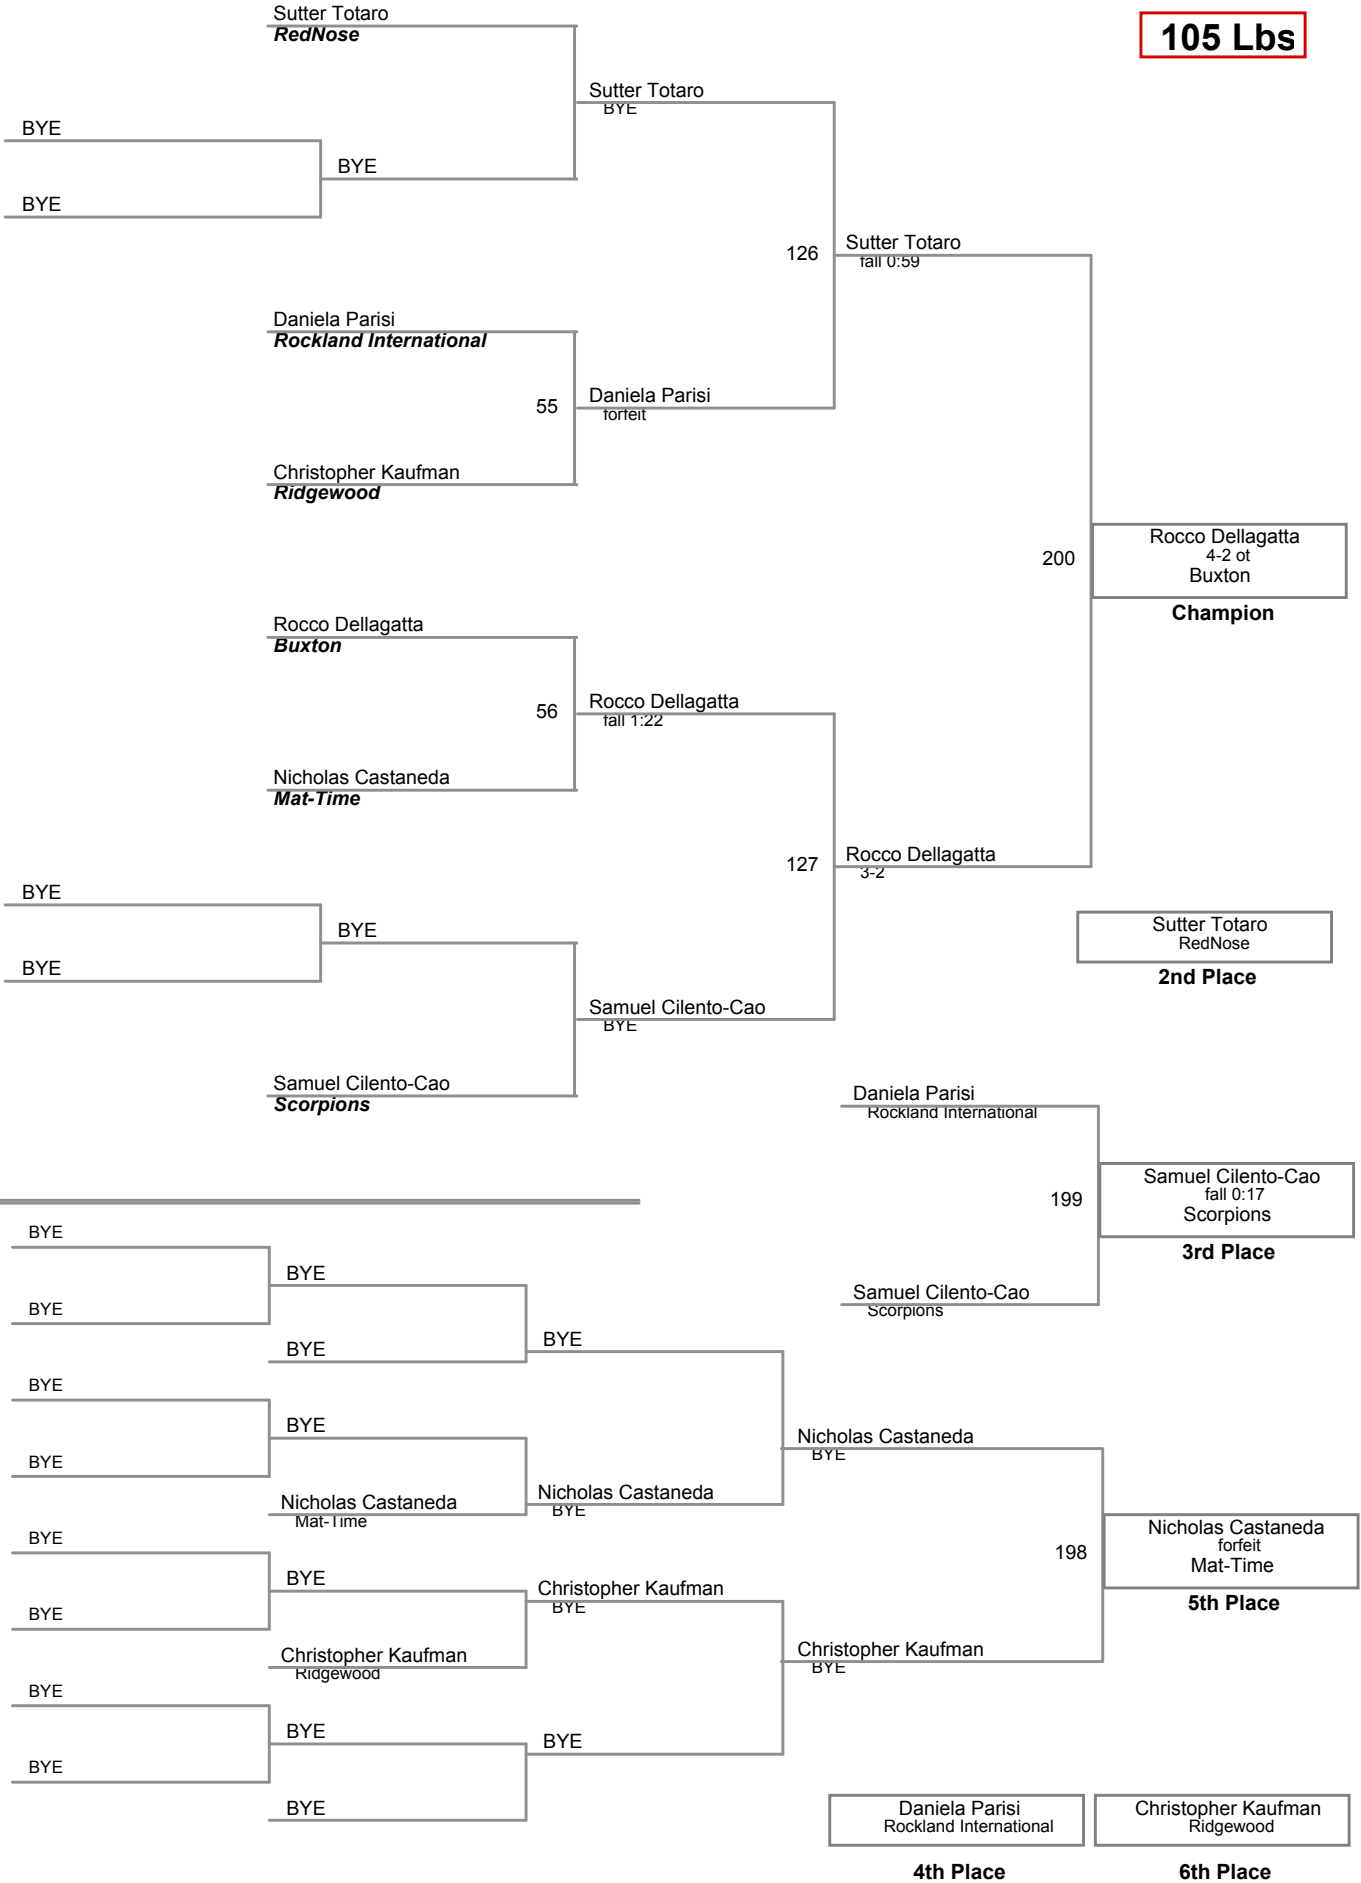 Sutter Totaro
RedNose
105 Lbs
Sutter Totaro
BYE
BYE
BYE
BYE
126
Sutter Totaro
fall 0:59
Daniela Parisi
Rockland International
55
Daniela Parisi
forfeit
Christopher Kaufman
Ridgewood
200
Rocco Dellagatta
4-2 ot
Buxton
Champion
Rocco Dellagatta
Buxton
56
Rocco Dellagatta
fall 1:22
Nicholas Castaneda
Mat-Time
127
Rocco Dellagatta
3-2
BYE
BYE
BYE
Sutter Totaro
RedNose
2nd Place
Samuel Cilento-Cao
BYE
Samuel Cilento-Cao
Scorpions
Daniela Parisi
Rockland International
199
Samuel Cilento-Cao
fall 0:17
Scorpions
3rd Place
Samuel Cilento-Cao
Scorpions
BYE
BYE
BYE
BYE
BYE
BYE
BYE
BYE
Nicholas Castaneda
BYE
Nicholas Castaneda
Mat-Time
Nicholas Castaneda
BYE
198
Nicholas Castaneda
forfeit
Mat-Time
5th Place
BYE
BYE
BYE
Christopher Kaufman
BYE
Christopher Kaufman
Ridgewood
Christopher Kaufman
BYE
BYE
BYE
BYE
BYE
BYE
Daniela Parisi
Rockland International
4th Place
Christopher Kaufman
Ridgewood
6th Place